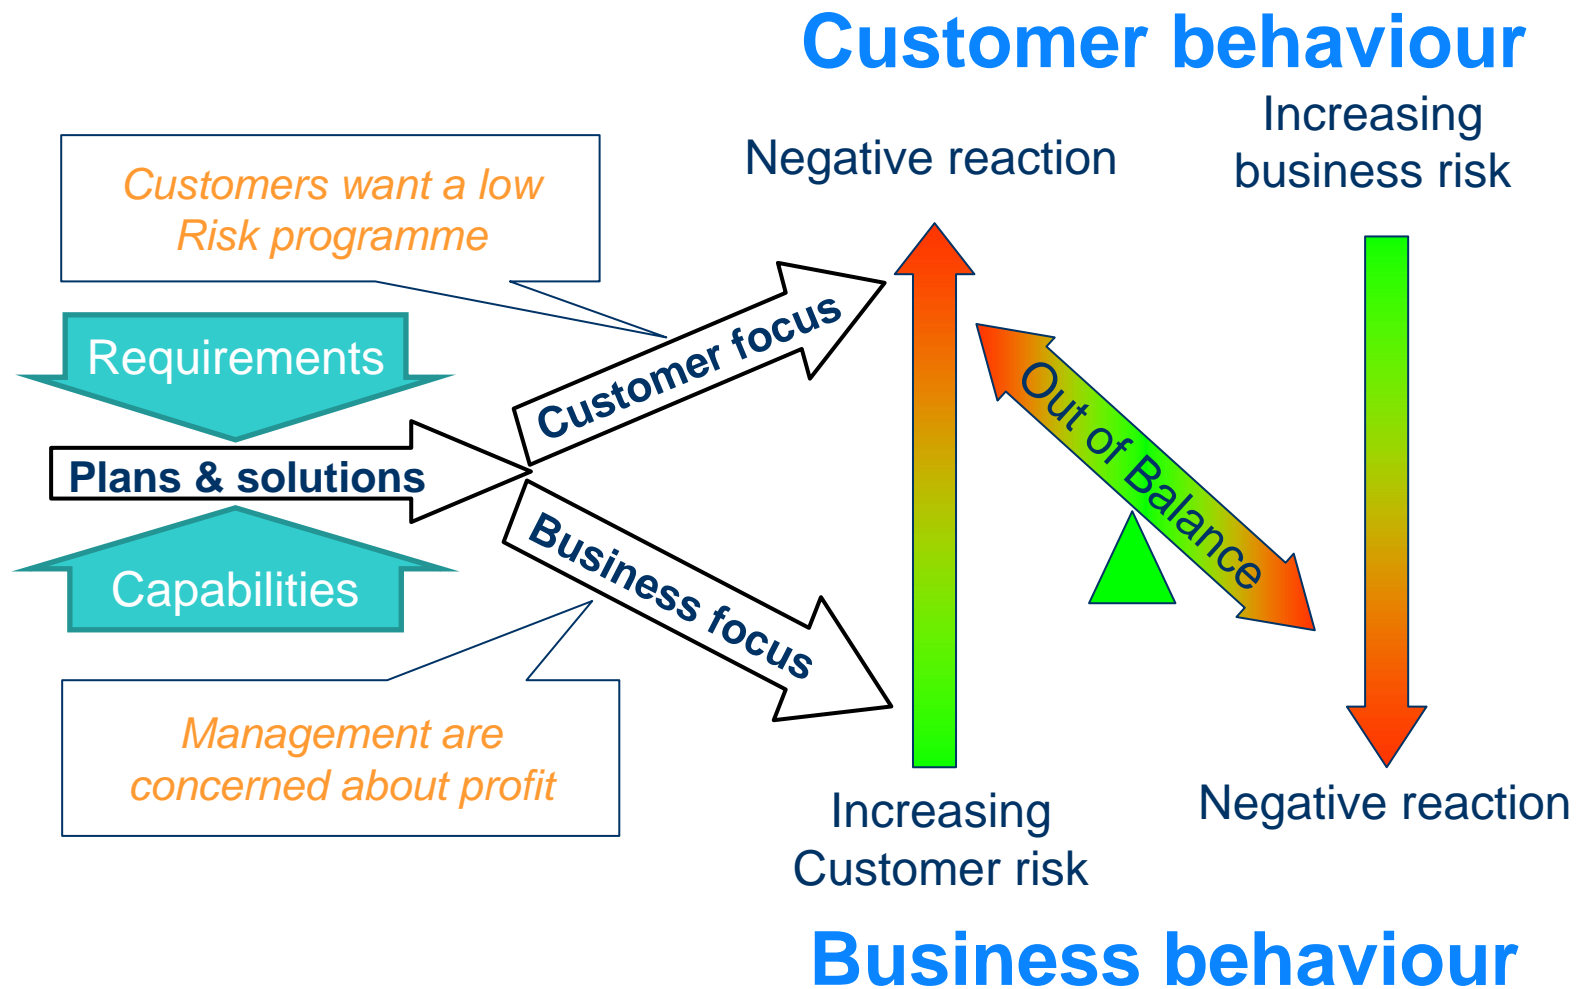 Customer behaviour
Increasing
business risk
Negative reaction
Customers want a low
Risk programme
Requirements
Customer focus
Out of Balance
Plans & solutions
Business focus
Capabilities
Management are
concerned about profit
Increasing
Customer risk
Negative reaction
Business behaviour